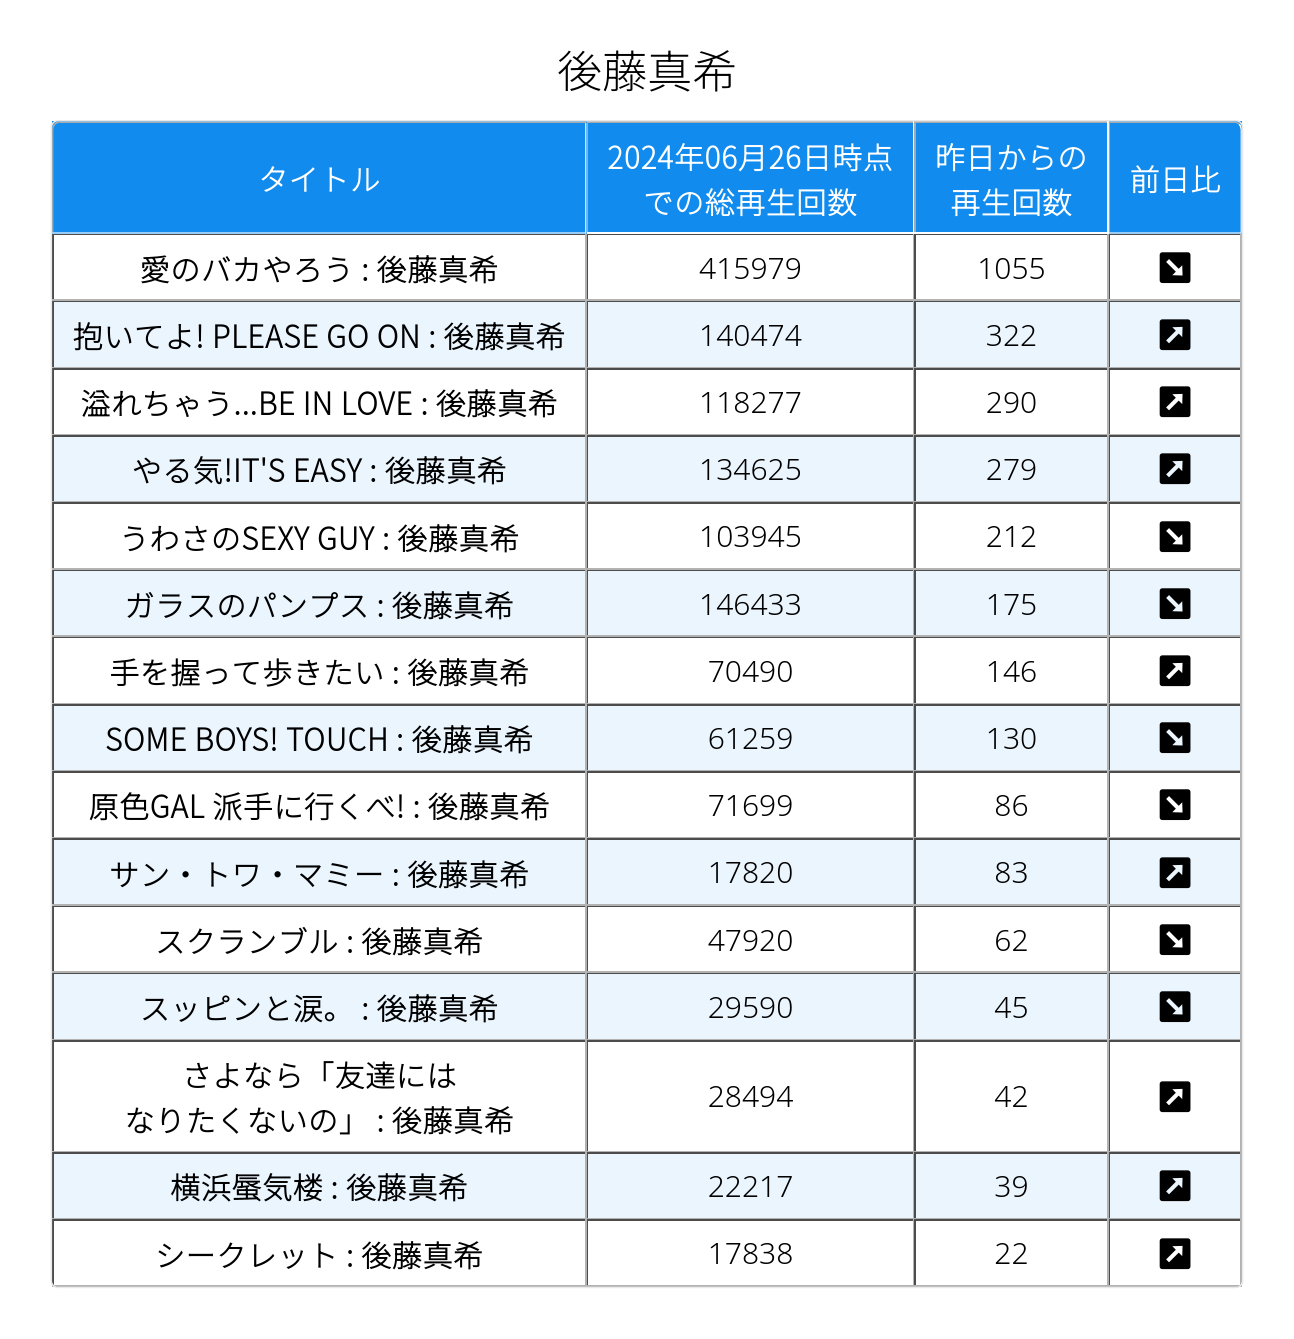 後藤真希
タイトル
2024年06月26日時点
での総再生回数
昨日からの
再生回数
前日比
愛のバカやろう : 後藤真希 415979 1055
抱いてよ! PLEASE GO ON : 後藤真希 140474 322
溢れちゃう...BE IN LOVE : 後藤真希 118277 290
やる気!IT'S EASY : 後藤真希 134625 279
うわさのSEXY GUY : 後藤真希 103945 212
ガラスのパンプス : 後藤真希 146433 175
手を握って歩きたい : 後藤真希 70490 146
SOME BOYS! TOUCH : 後藤真希 61259 130
原色GAL 派手に行くべ! : 後藤真希 71699 86
サン・トワ・マミー : 後藤真希 17820 83
スクランブル : 後藤真希 47920 62
スッピンと涙。 : 後藤真希 29590 45
さよなら「友達には
なりたくないの」 : 後藤真希 28494 42
横浜蜃気楼 : 後藤真希 22217 39
シークレット : 後藤真希 17838 22